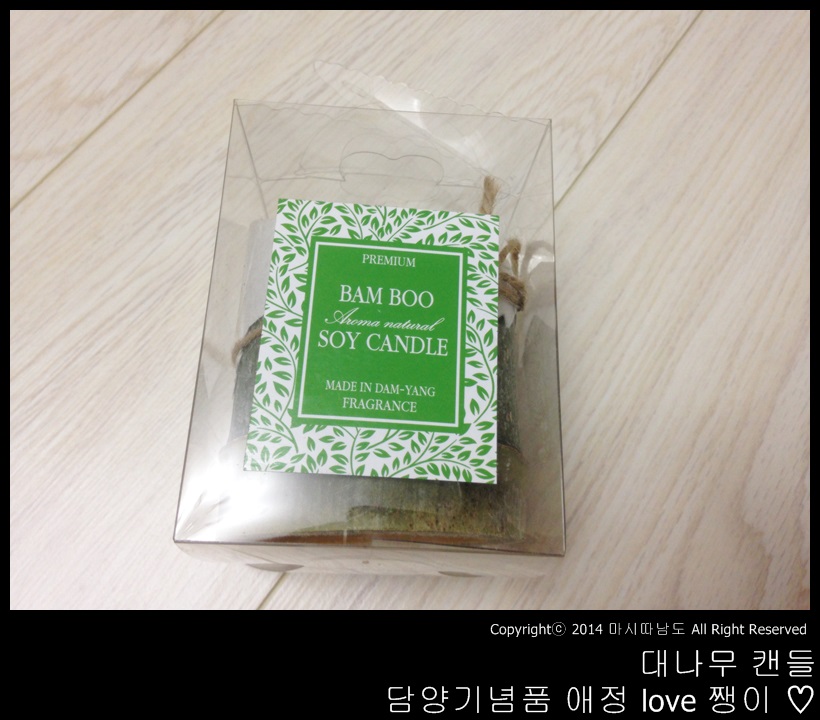 PREMIUM
BAM BOO
Aroma natural
SOY CANDLE
MADE IN DAM-YANG
FRAGRANCE
Copyrightⓒ 2014 마시따남도 All Right Reserved
대나무 캔들
담양기념품 애정 love 쨍이 ♡